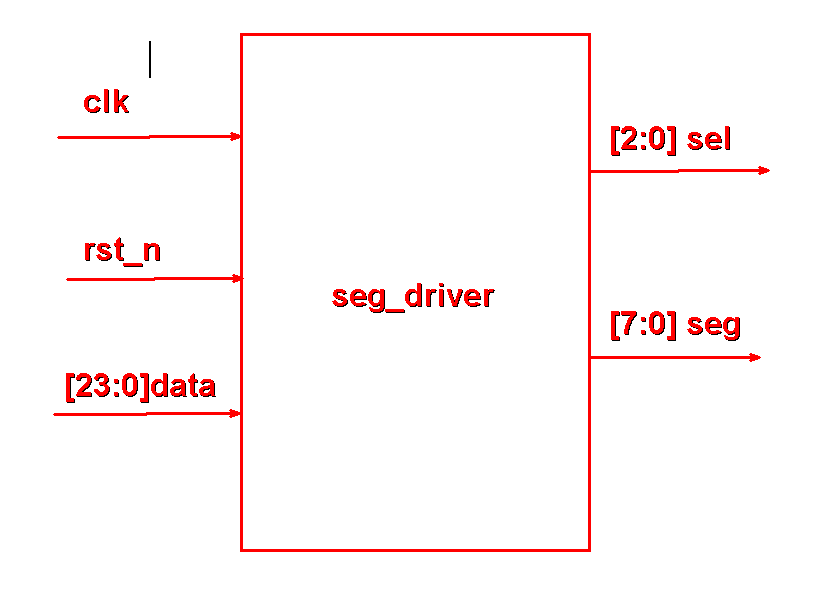 clk
[2:0] sel
rst_n
seg_driver
[7:0] seg
[23:0]data